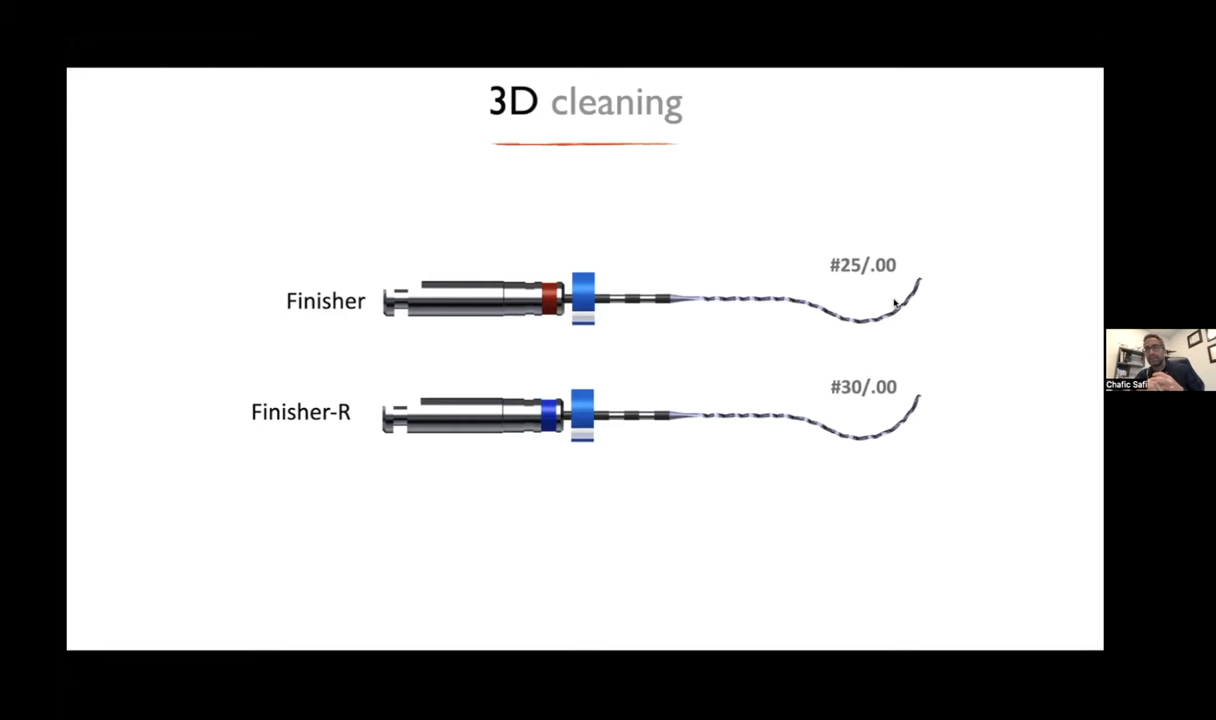 3D cleaning
#25/.00
Finisher
#30/.00
Finisher-R
Chafic Safi